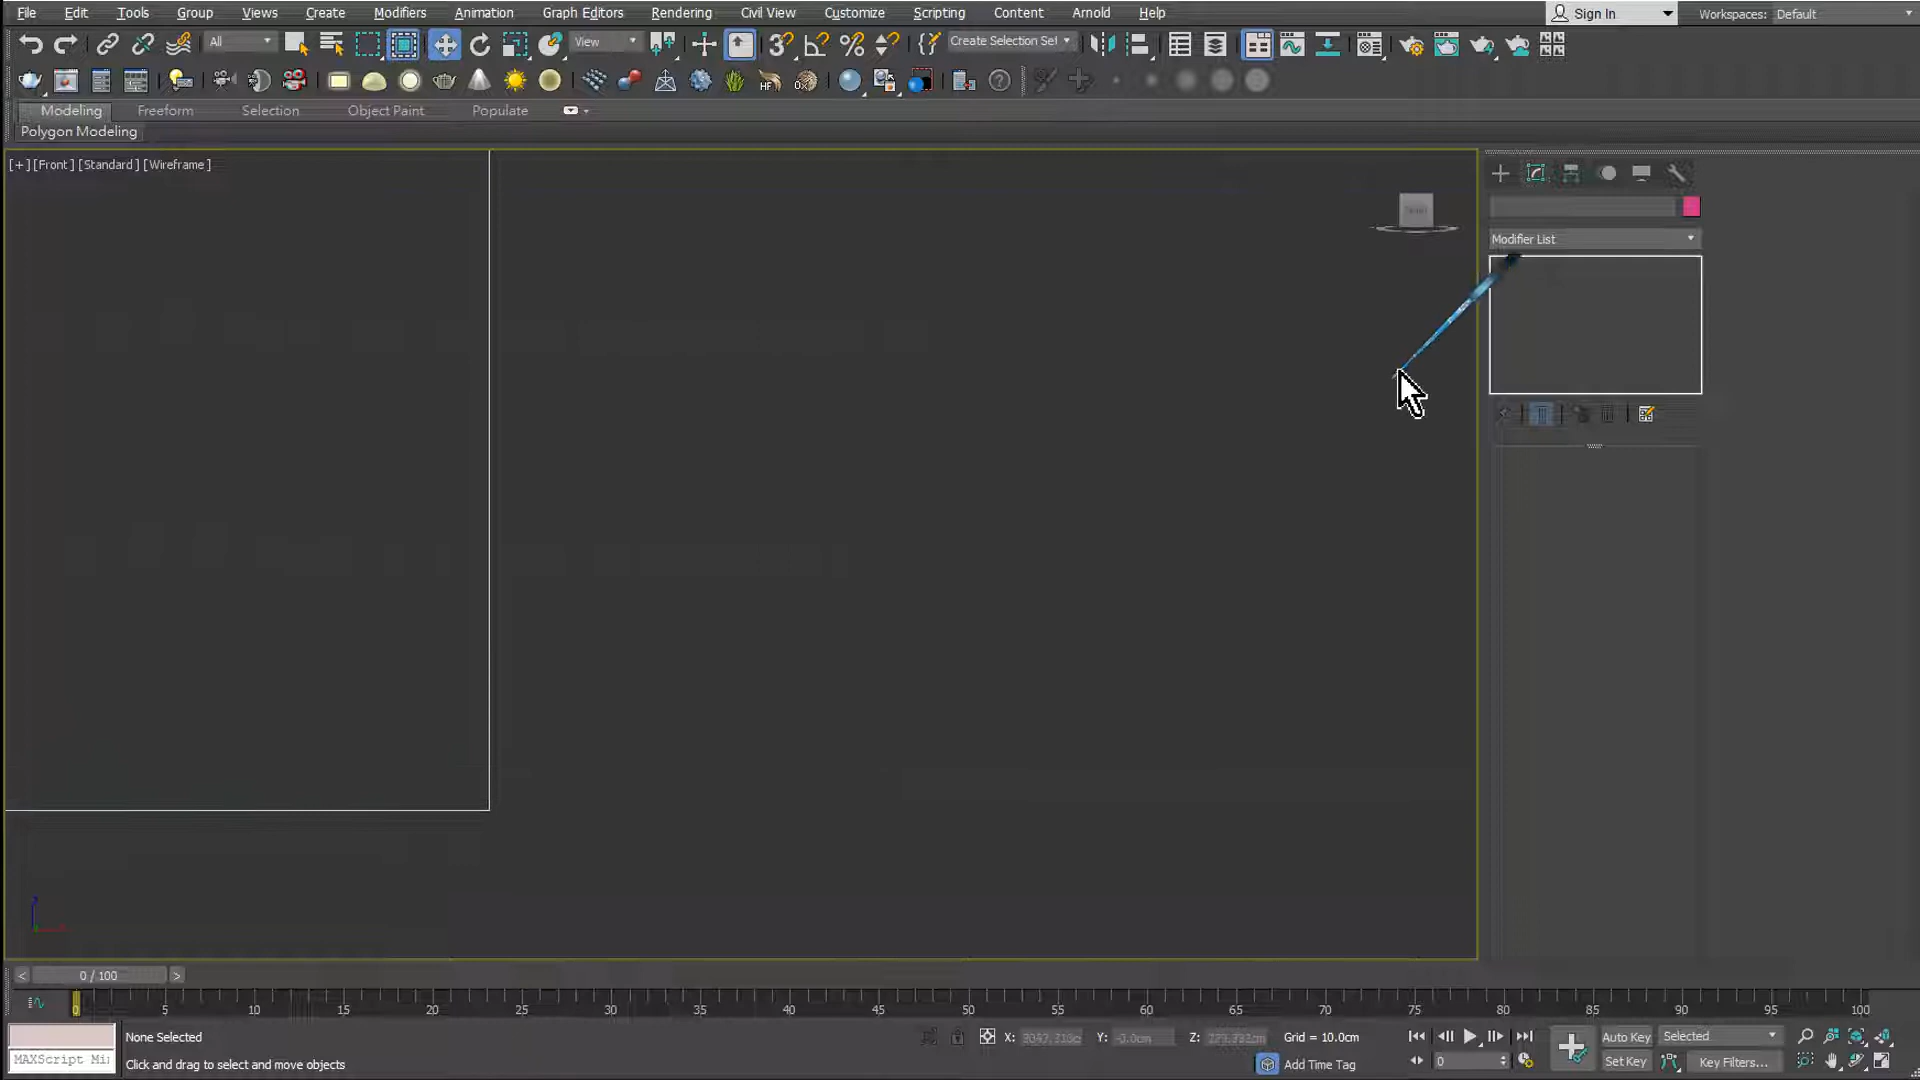 File Edit Tools Group Views Create Modifiers Animation Graph Editors Rendering Civil View Customize Scripting Content Arnold Help Sign In Workspaces: Default
All View Create Selection Set
HF
Modeling Freeform Selection Object Paint Populate
Polygon Modeling
[+] [Front] [Standard] [Wireframe]
Modifier List
< 0 / 100 >
0 5 10 15 20 25 30 35 40 45 50 55 60 65 70 75 80 85 90 95 100
None Selected X: Y: Z: Grid = 10.0cm Auto Key Selected
MAXScript Mi Click and drag to select and move objects Add Time Tag 0 Set Key Key Filters...